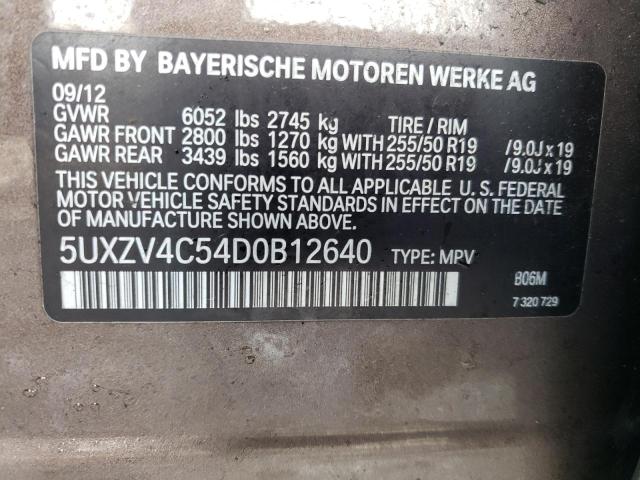 MFD BY BAYERISCHE MOTOREN WERKE AG
09/12
GVWR 6052 lbs 2745 kg TIRE / RIM
GAWR FRONT 2800 lbs 1270 kg WITH 255/50 R19 /9.0J x 19
GAWR REAR 3439 lbs 1560 kg WITH 255/50 R19 /9.0J x 19
THIS VEHICLE CONFORMS TO ALL APPLICABLE U. S. FEDERAL
MOTOR VEHICLE SAFETY STANDARDS IN EFFECT ON THE DATE
OF MANUFACTURE SHOWN ABOVE.
5UXZV4C54D0B12640 TYPE: MPV
B06M
7 320 729